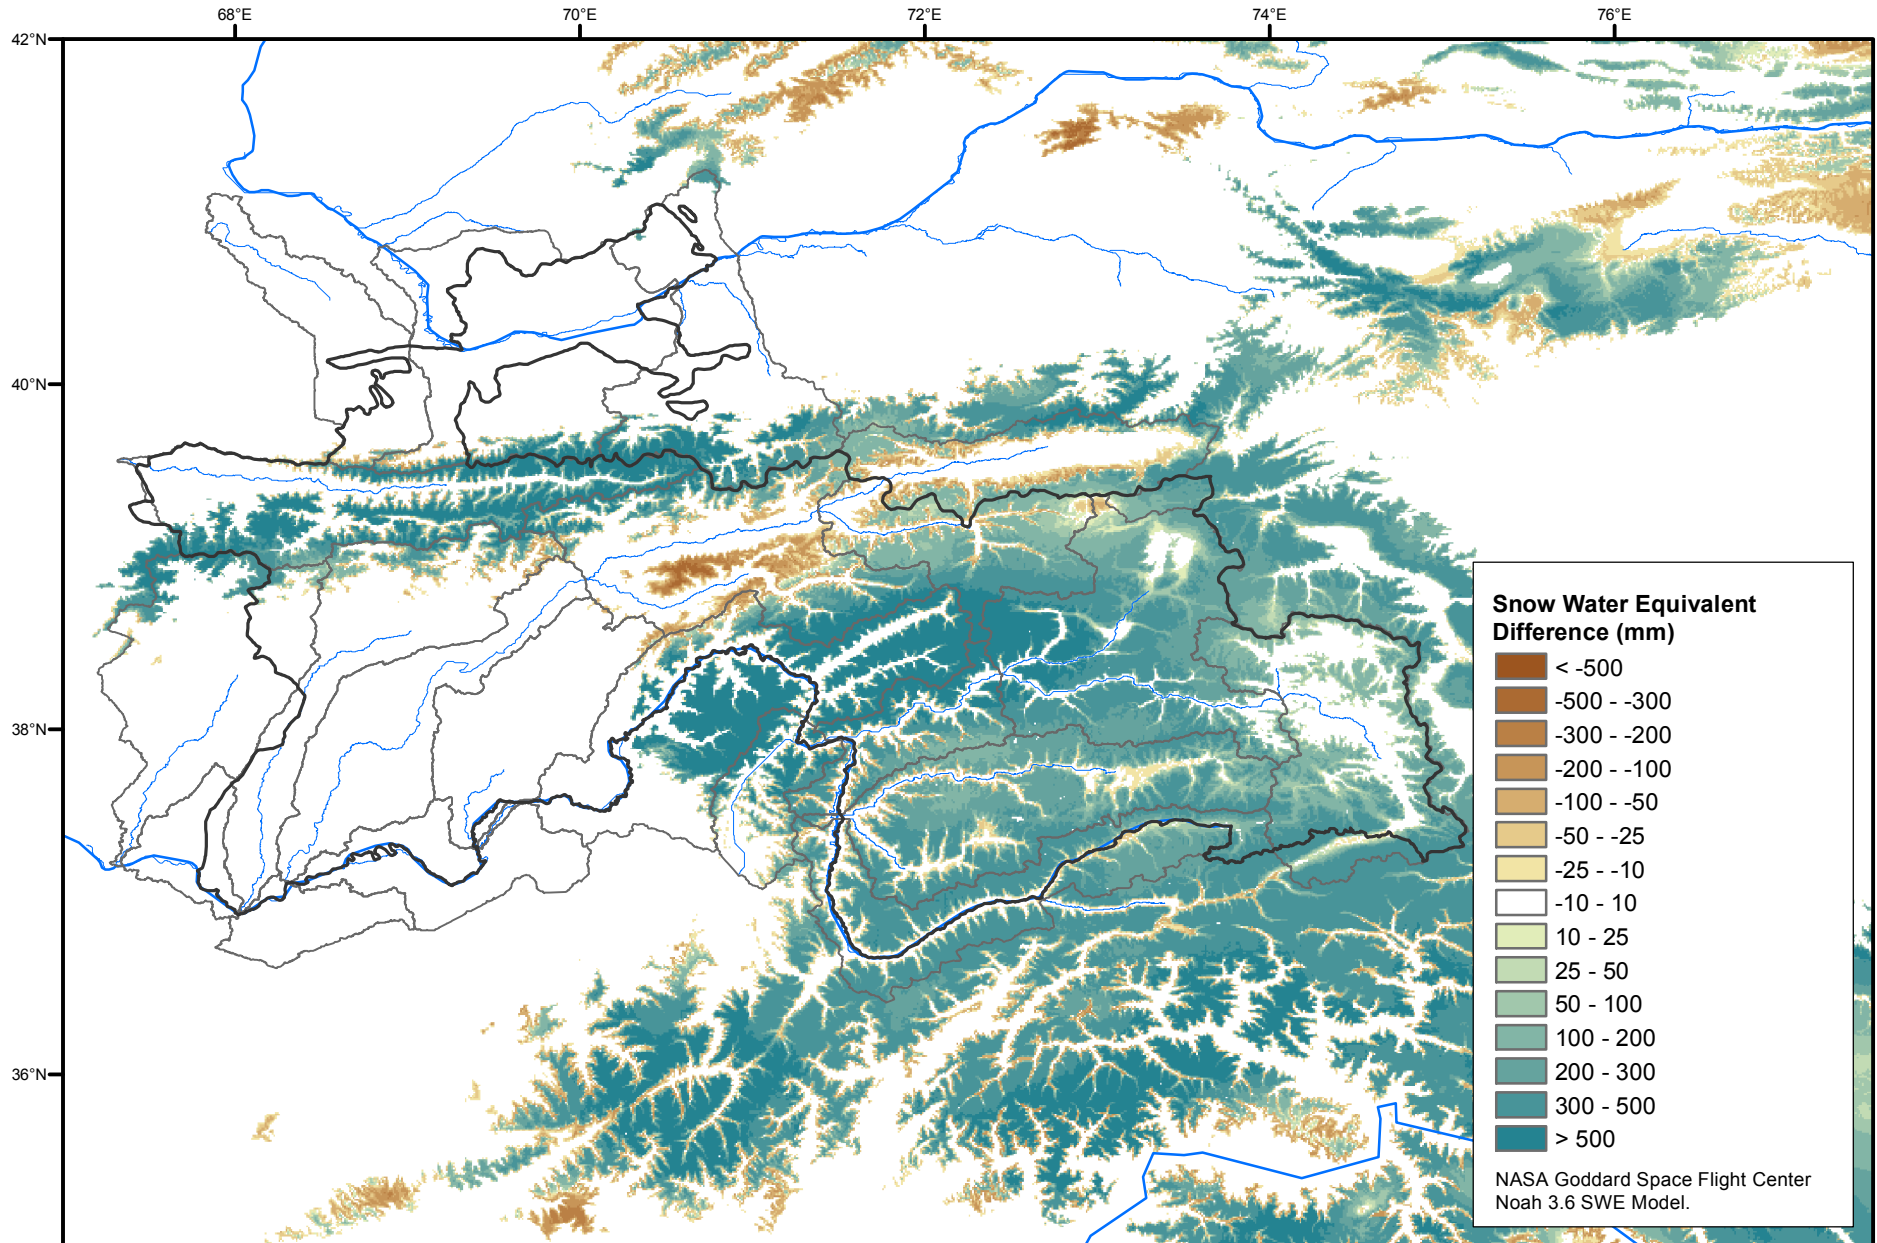 68°E
70°E
72°E
74°E
76°E
42°N
40°N
38°N
36°N
Snow Water Equivalent
Difference (mm)
< -500
-500 - -300
-300 - -200
-200 - -100
-100 - -50
-50 - -25
-25 - -10
-10 - 10
10 - 25
25 - 50
50 - 100
100 - 200
200 - 300
300 - 500
> 500
NASA Goddard Space Flight Center
Noah 3.6 SWE Model.